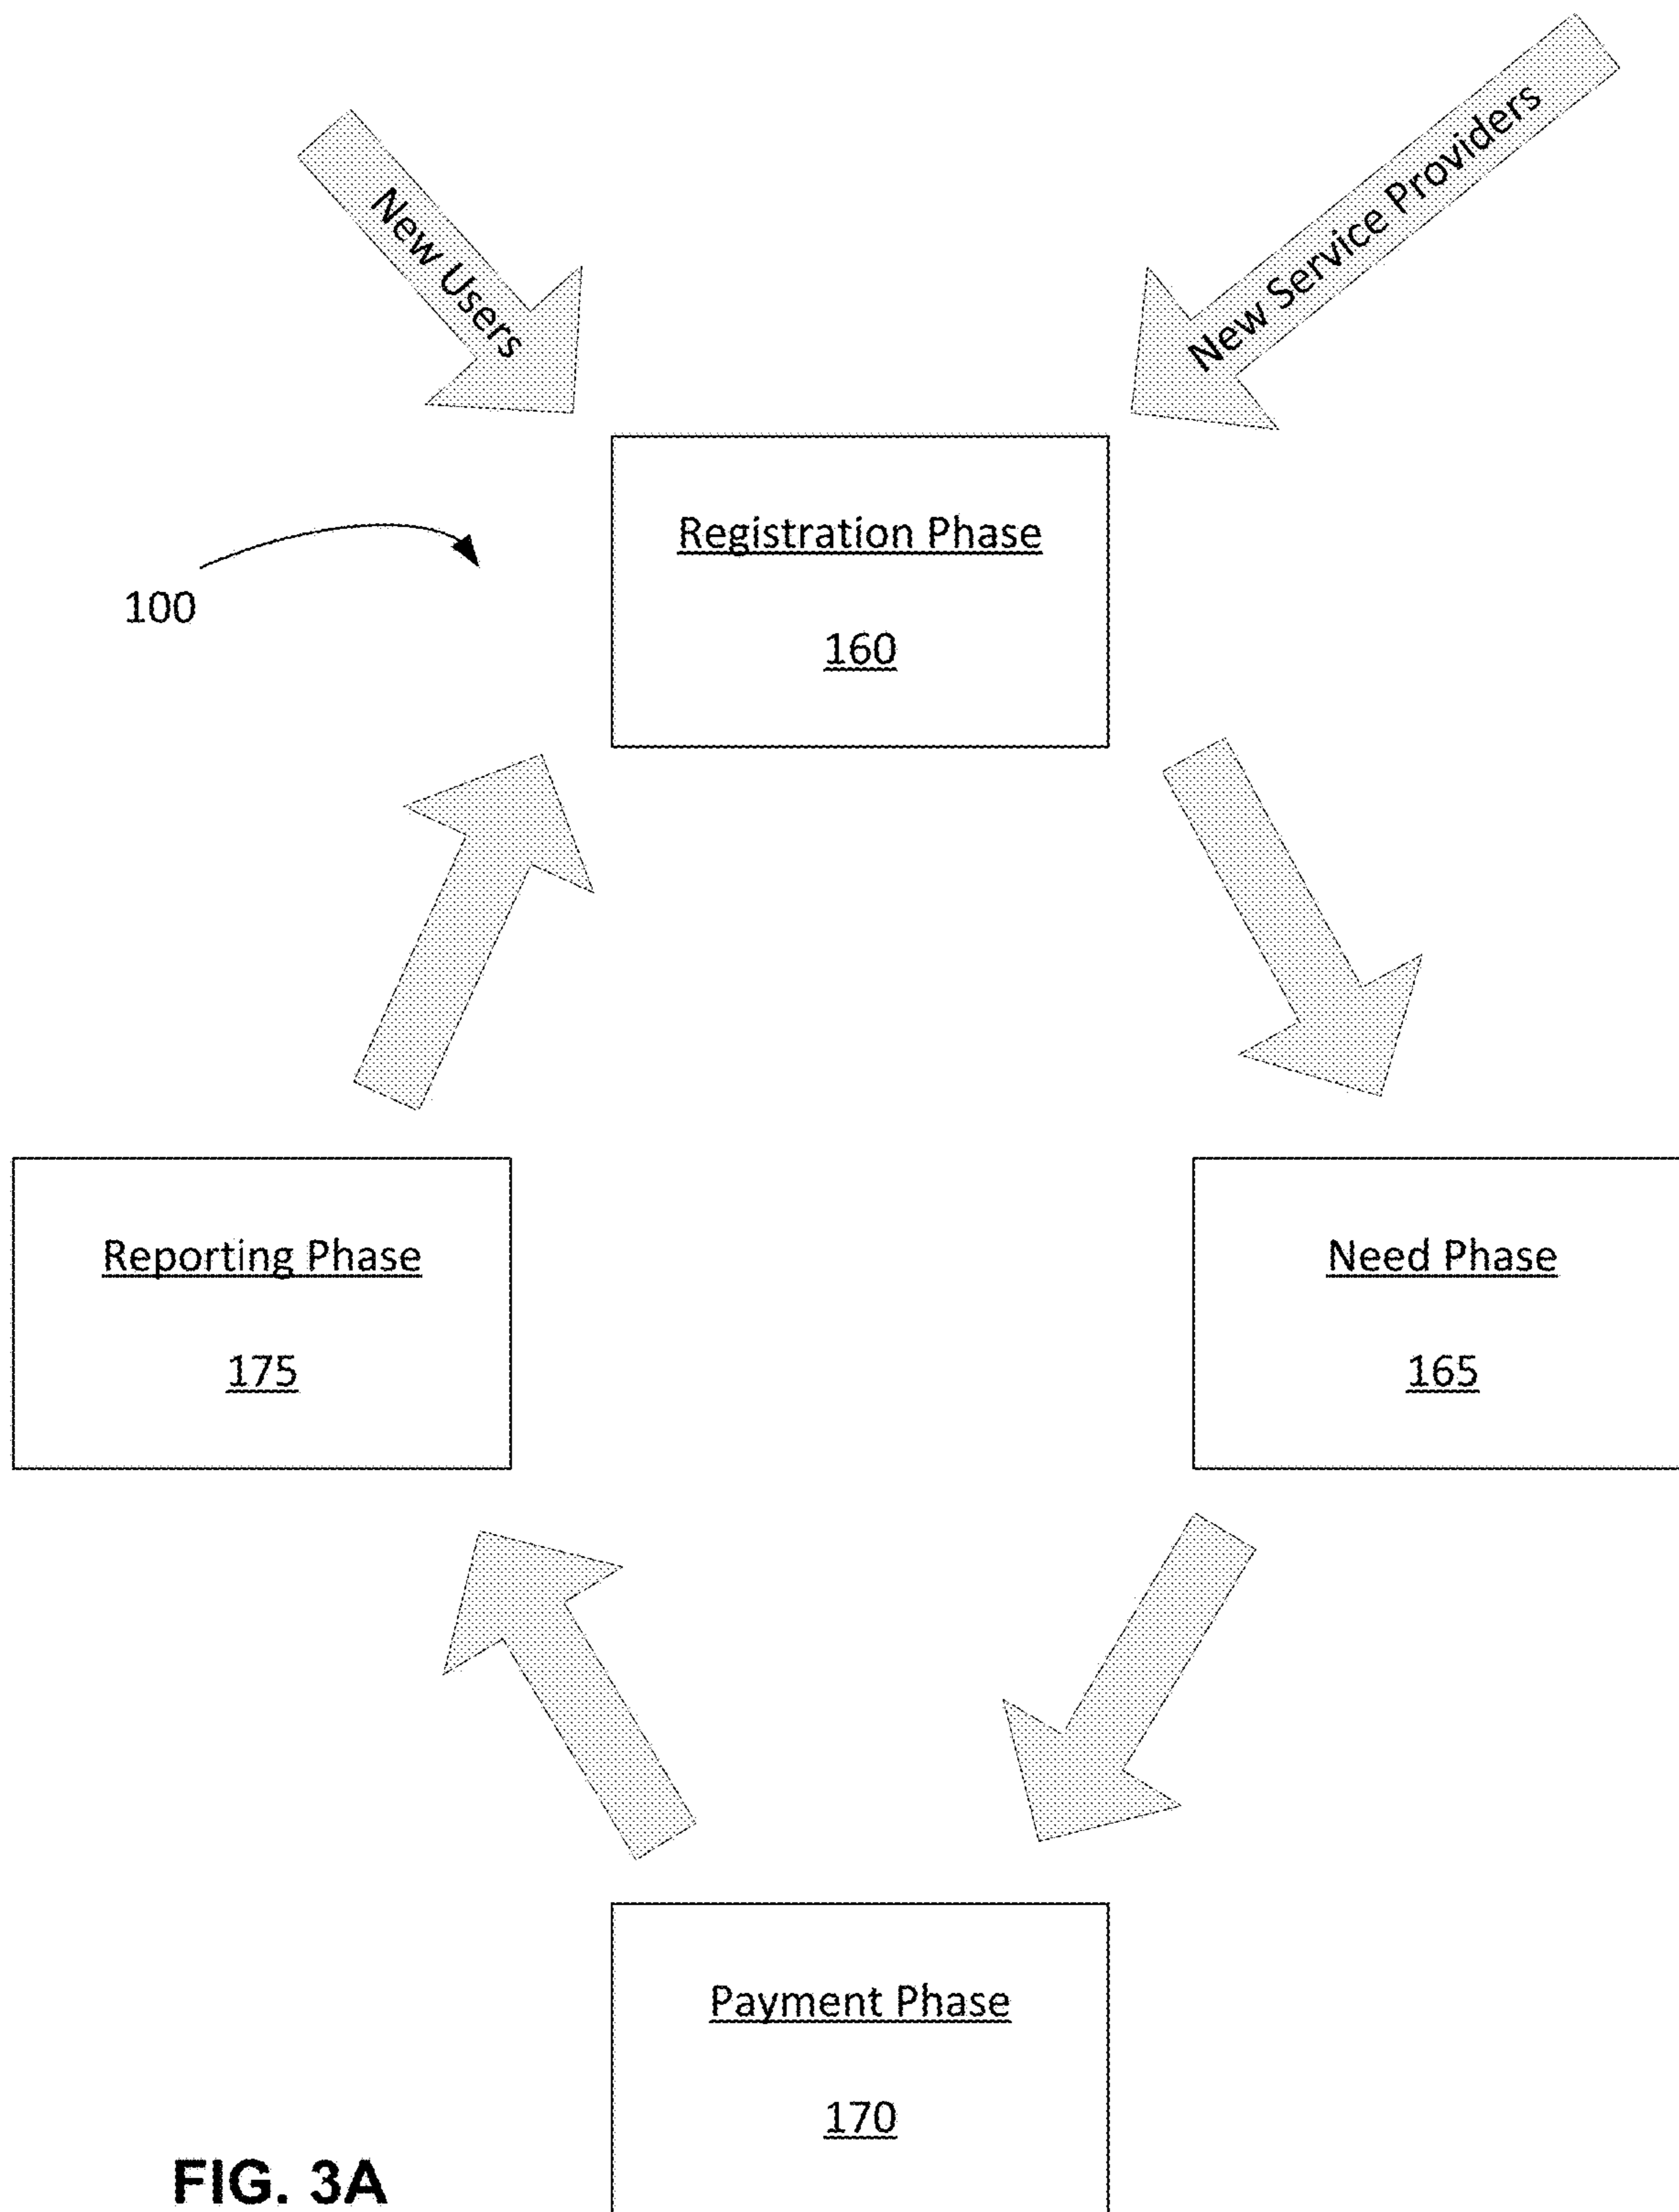 New Users
New Service Providers
Registration Phase
160
100
Reporting Phase
175
Need Phase
165
Payment Phase
170
FIG. 3A